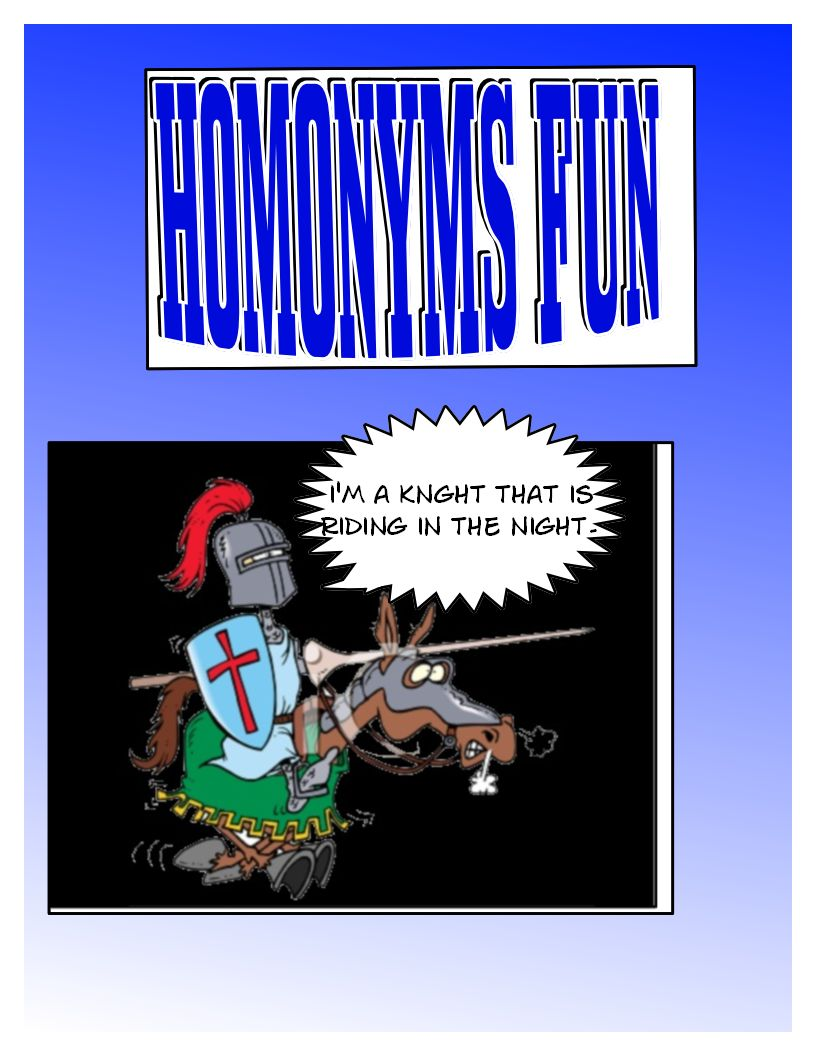 HOMONYMS FUN
I'M A KNGHT THAT IS
RIDING IN THE NIGHT.